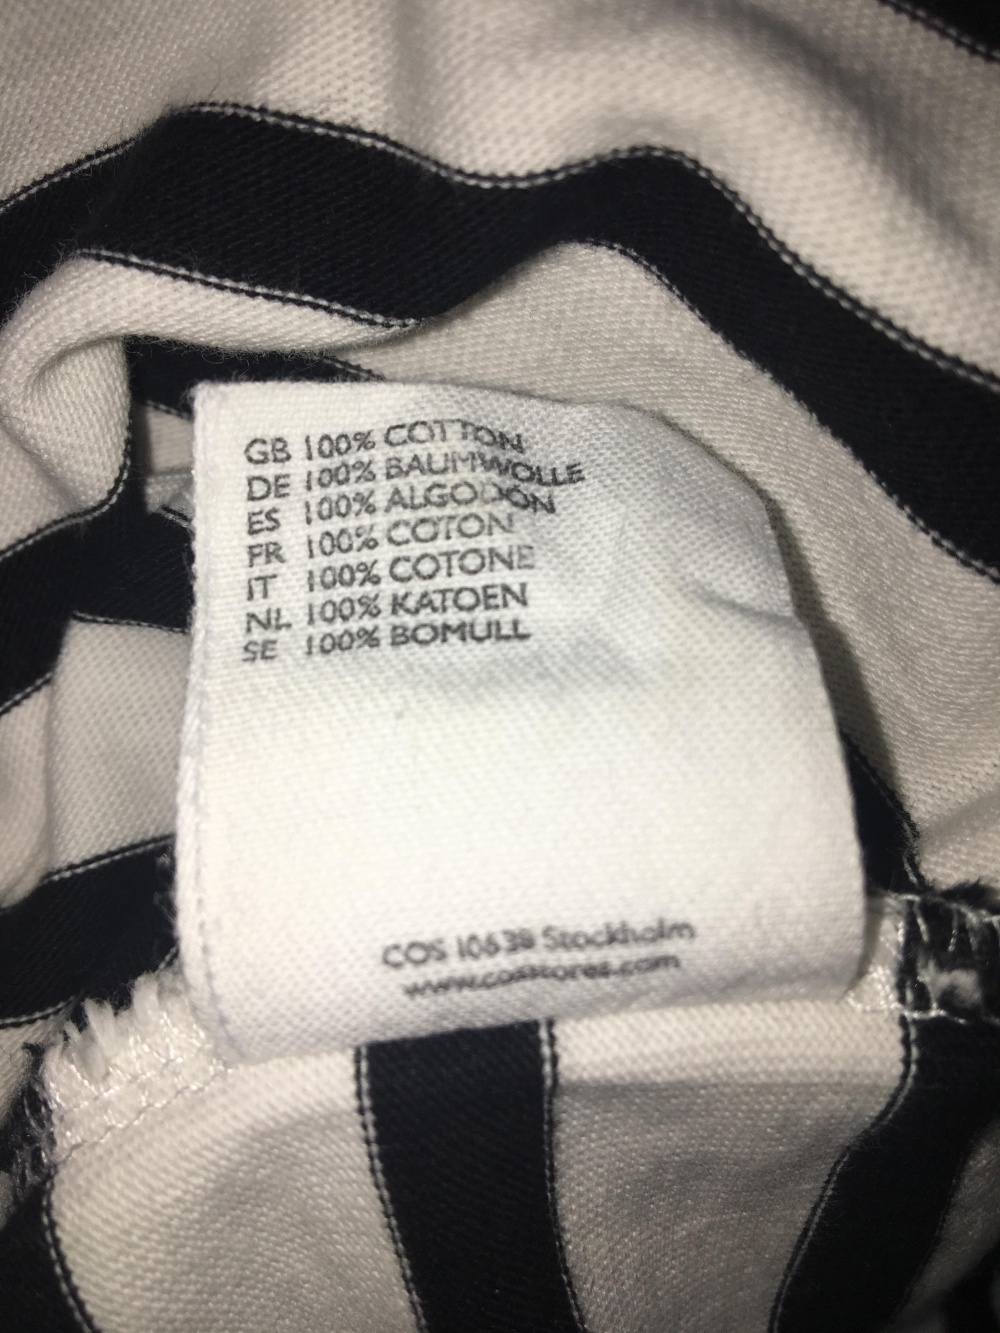 GB 100% COTTON
DE 100% BAUMWOLLE
ES 100% ALGODÓN
FR 100% COTON
IT 100% COTONE
NL 100% KATOEN
SE 100% BOMULL
COS 10638 Stockholm
www.cosstores.com